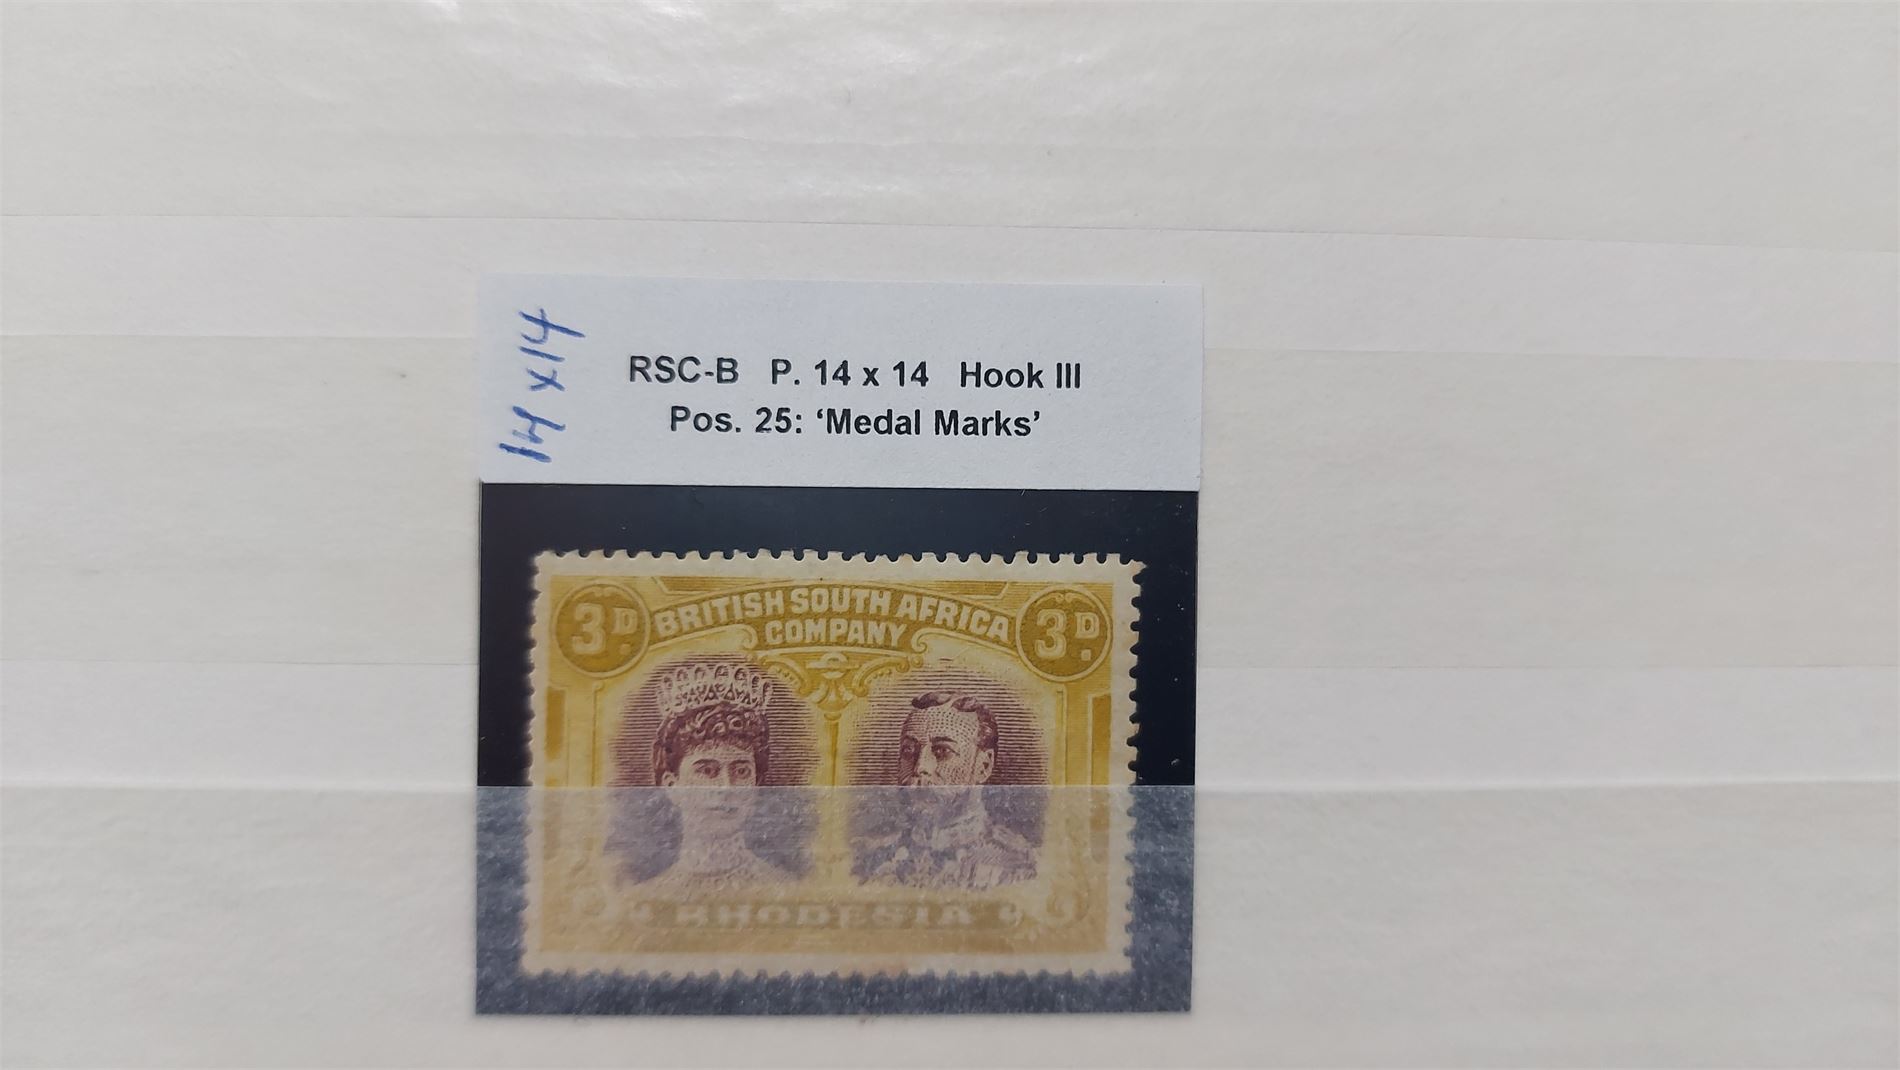 14 x 14
RSC-B P. 14 x 14 Hook III
Pos. 25: ‘Medal Marks’
3D. BRITISH SOUTH AFRICA 3D.
COMPANY
RHODESIA